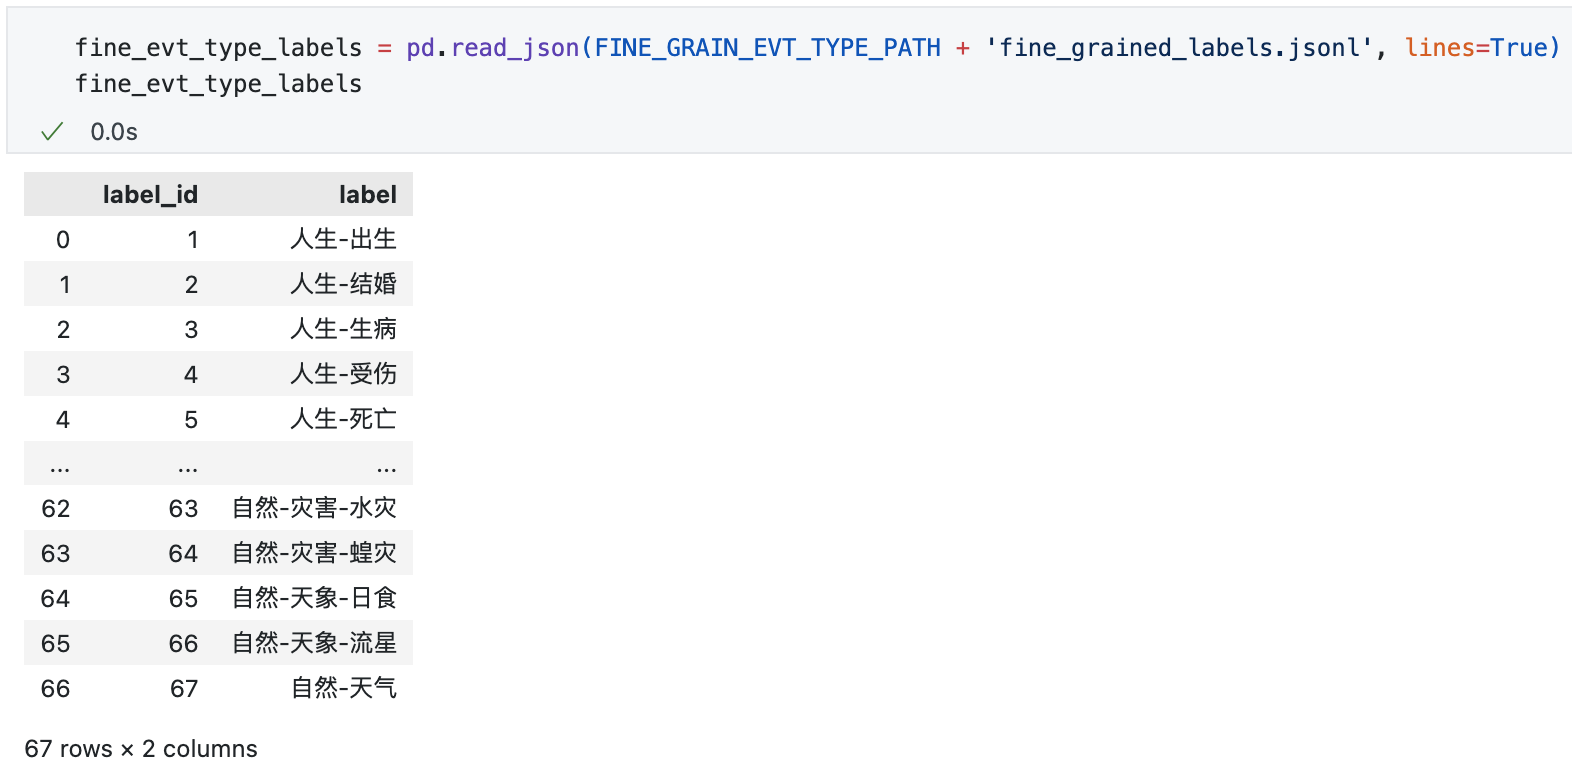 fine_evt_type_labels = pd.read_json(FINE_GRAIN_EVT_TYPE_PATH + 'fine_grained_labels.jsonl', lines=True)
fine_evt_type_labels
0.0s
label_id label
0 1 人生-出生
1 2 人生-结婚
2 3 人生-生病
3 4 人生-受伤
4 5 人生-死亡
... ... ...
62 63 自然-灾害-水灾
63 64 自然-灾害-蝗灾
64 65 自然-天象-日食
65 66 自然-天象-流星
66 67 自然-天气
67 rows × 2 columns